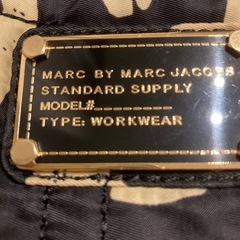 MARC BY MARC JACOBS
STANDARD SUPPLY
MODEL#_________
TYPE: WORKWEAR